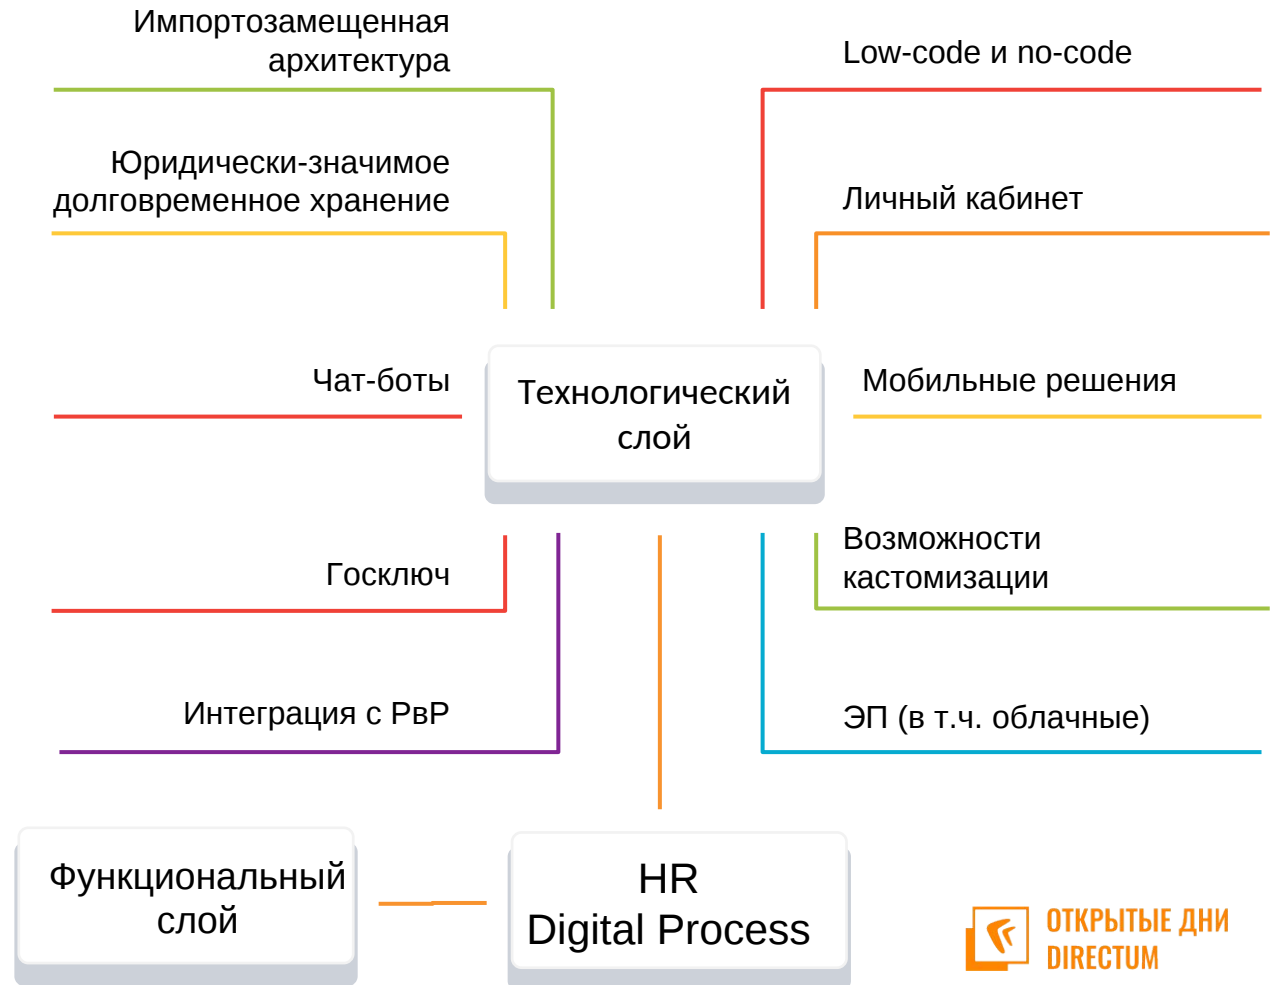 Импортозамещенная
архитектура
Low-code и no-code
Юридически-значимое
долговременное хранение
Личный кабинет
Чат-боты
Технологический
слой
Мобильные решения
Госключ
Возможности
кастомизации
Интеграция с РвР
ЭП (в т.ч. облачные)
Функциональный
слой
HR
Digital Process
ОТКРЫТЫЕ ДНИ
DIRECTUM